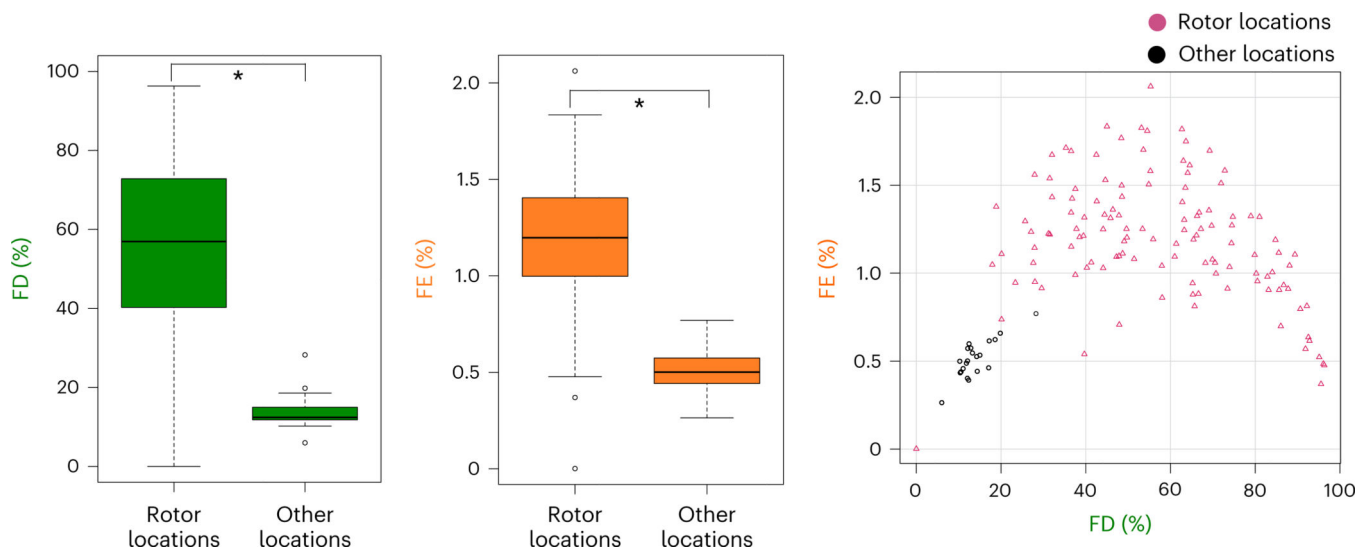 100
80
60
40
20
0
FD (%)
*
Rotor
locations
Other
locations
2.0
1.5
1.0
0.5
0
FE (%)
*
Rotor
locations
Other
locations
Rotor locations
Other locations
2.0
1.5
1.0
0.5
0
FE (%)
0 20 40 60 80 100
FD (%)